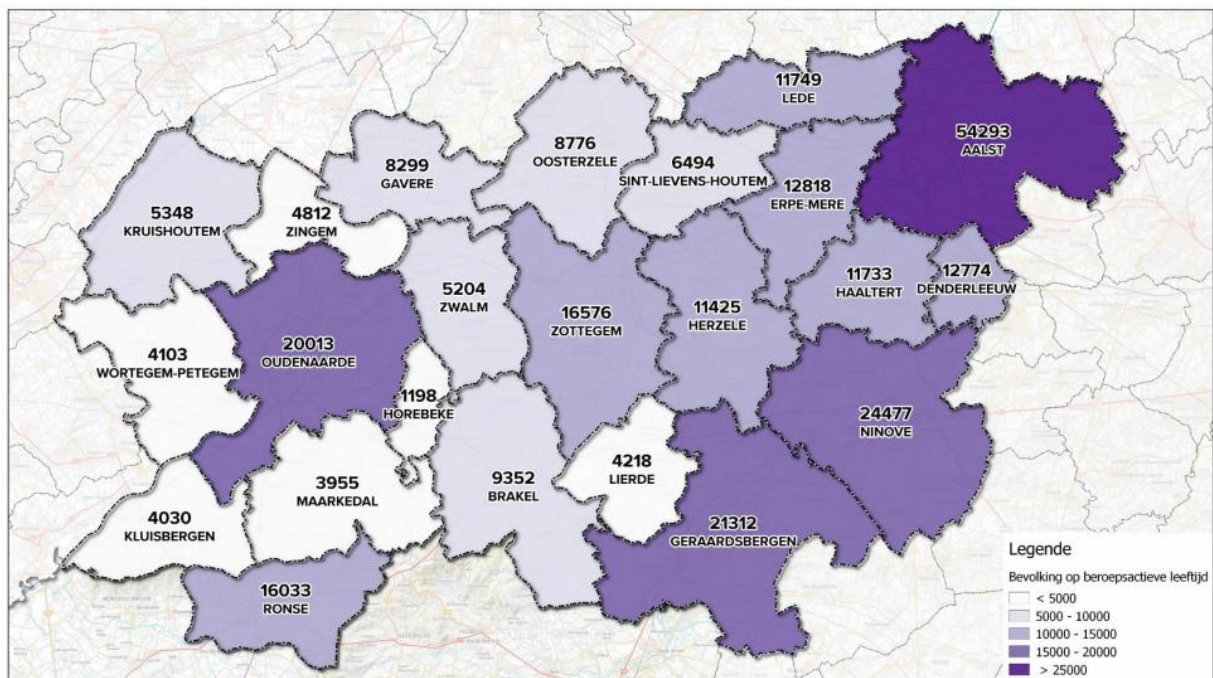 11749
LEDE
54293
AALST
8776
OOSTERZELE
8299
GAVERE
6494
SINT-LIEVENS-HOUTEM
12818
ERPE-MERE
5348
KRUISHOUTEM
4812
ZINGEM
5204
ZWALM
16576
ZOTTEGEM
11425
HERZELE
11733
HAALTERT
12774
DENDERLEEUW
4103
WORTEGEM-PETEGEM
20013
OUDENAARDE
1198
HOREBEKE
24477
NINOVE
3955
MAARKEDAL
9352
BRAKEL
4218
LIERDE
4030
KLUISBERGEN
21312
GERAARDSBERGEN
16033
RONSE
Legende
Bevolking op beroepsactieve leeftijd
< 5000
5000 - 10000
10000 - 15000
15000 - 20000
> 25000